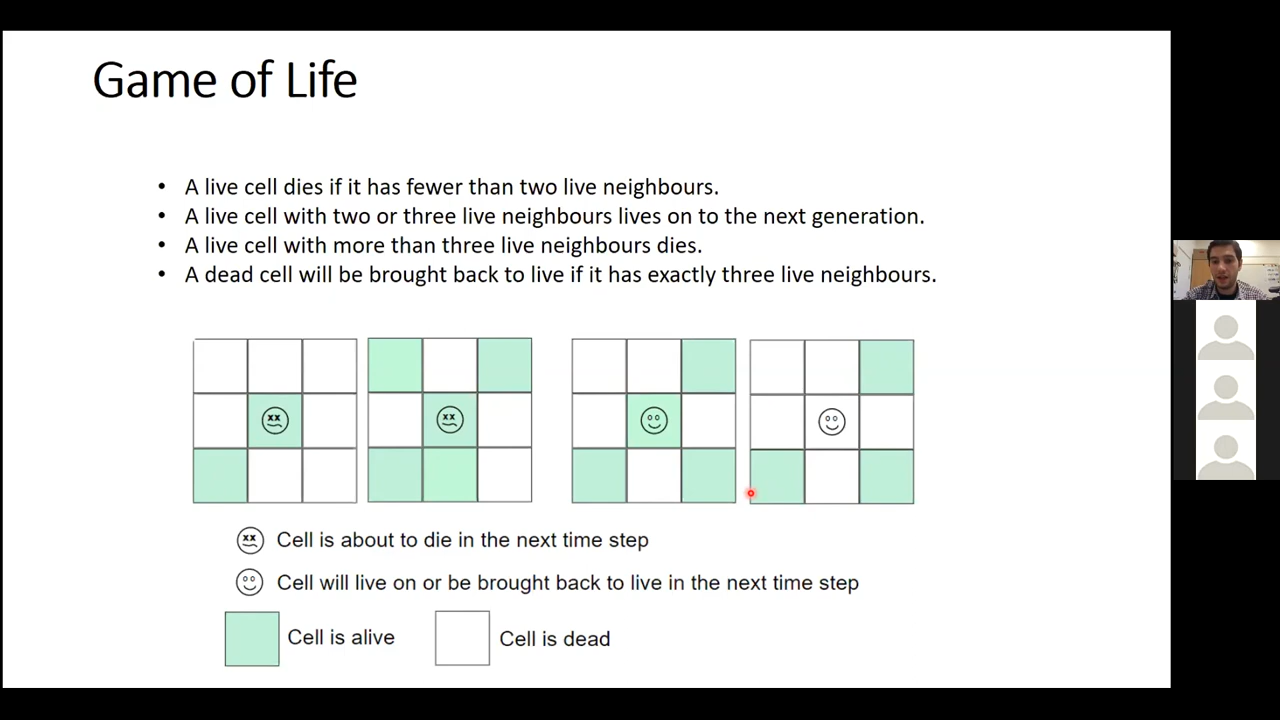 Game of Life
• A live cell dies if it has fewer than two live neighbours.
• A live cell with two or three live neighbours lives on to the next generation.
• A live cell with more than three live neighbours dies.
• A dead cell will be brought back to live if it has exactly three live neighbours.
Cell is about to die in the next time step
Cell will live on or be brought back to live in the next time step
Cell is alive
Cell is dead